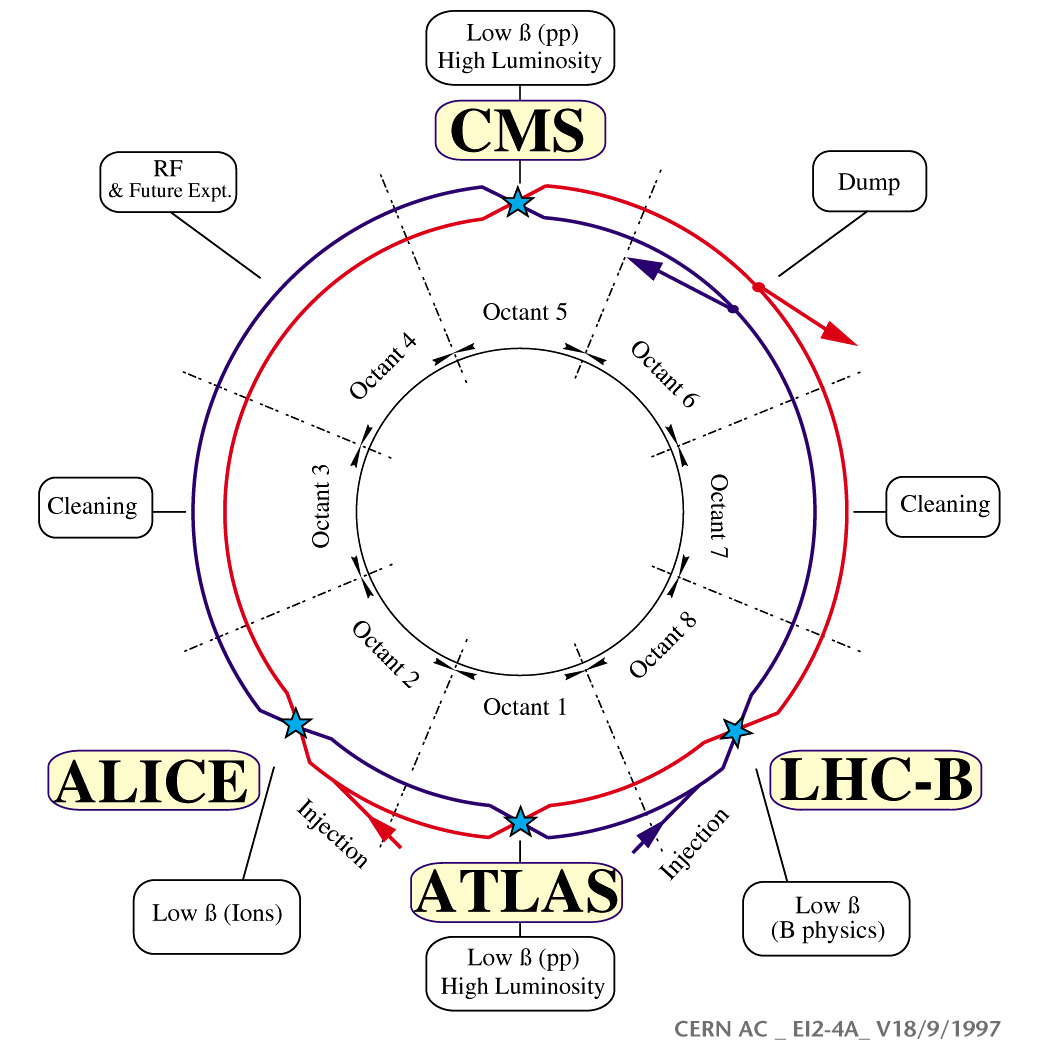 Low ß (pp)
High Luminosity
CMS
RF
& Future Expt.
Dump
Octant 5
Octant 4
Octant 6
Cleaning
Octant 3
Octant 7
Cleaning
Octant 2
Octant 8
Octant 1
ALICE
LHC-B
Injection
Injection
ATLAS
Low ß (Ions)
Low ß
(B physics)
Low ß (pp)
High Luminosity
CERN AC _ EI2-4A_ V18/9/1997